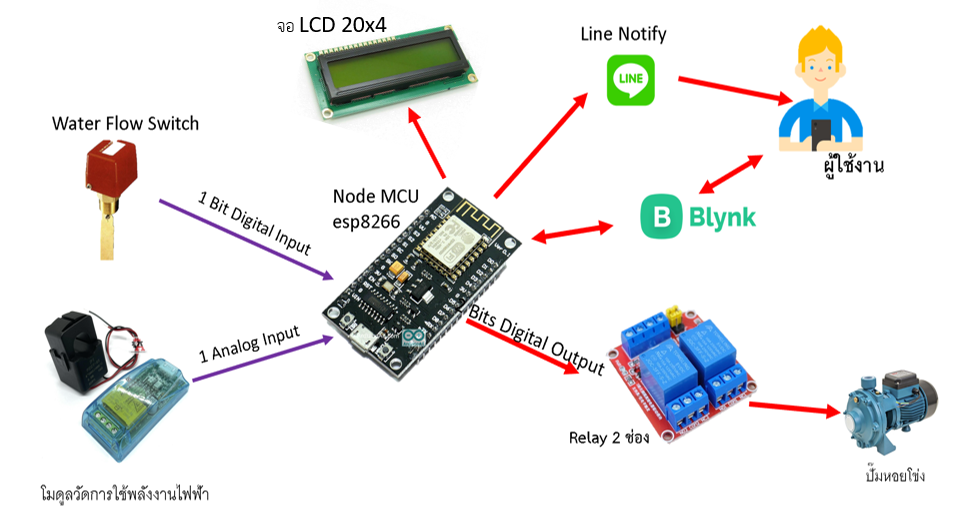 จอ LCD 20x4
Line Notify
LINE
Water Flow Switch
ผู้ใช้งาน
Node MCU
esp8266
1 Bit Digital Input
B Blynk
1 Analog Input
Bits Digital Output
Relay 2 ช่อง
ปั๊มหอยโข่ง
โมดูลวัดการใช้พลังงานไฟฟ้า